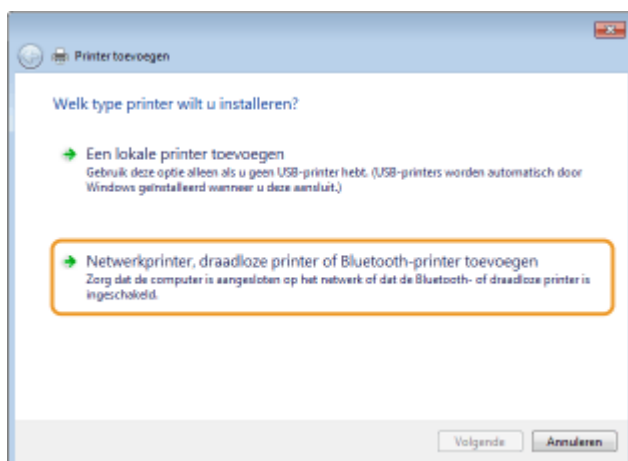 Printer toevoegen
Welk type printer wilt u installeren?
Een lokale printer toevoegen
Gebruik deze optie alleen als u geen USB-printer hebt. (USB-printers worden automatisch door
Windows geïnstalleerd wanneer u deze aansluit.)
Netwerkprinter, draadloze printer of Bluetooth-printer toevoegen
Zorg dat de computer is aangesloten op het netwerk of dat de Bluetooth- of draadloze printer is
ingeschakeld.
Volgende
Annuleren